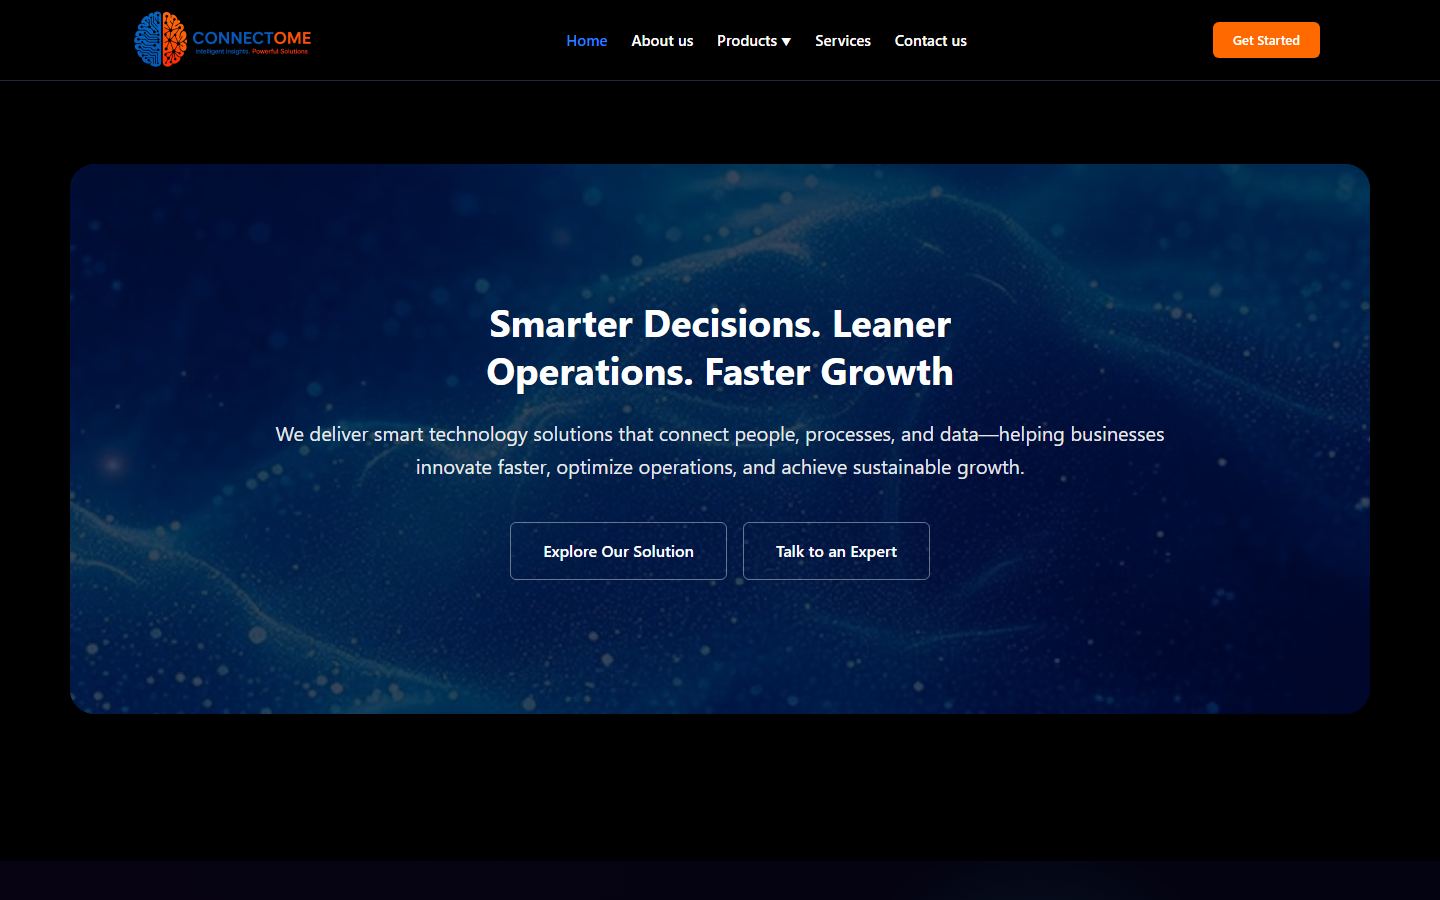 CONNECTOME
Intelligent Insights. Powerful Solutions
Home About us Products ▼ Services Contact us
Get Started
Smarter Decisions. Leaner
Operations. Faster Growth
We deliver smart technology solutions that connect people, processes, and data—helping businesses
innovate faster, optimize operations, and achieve sustainable growth.
Explore Our Solution
Talk to an Expert